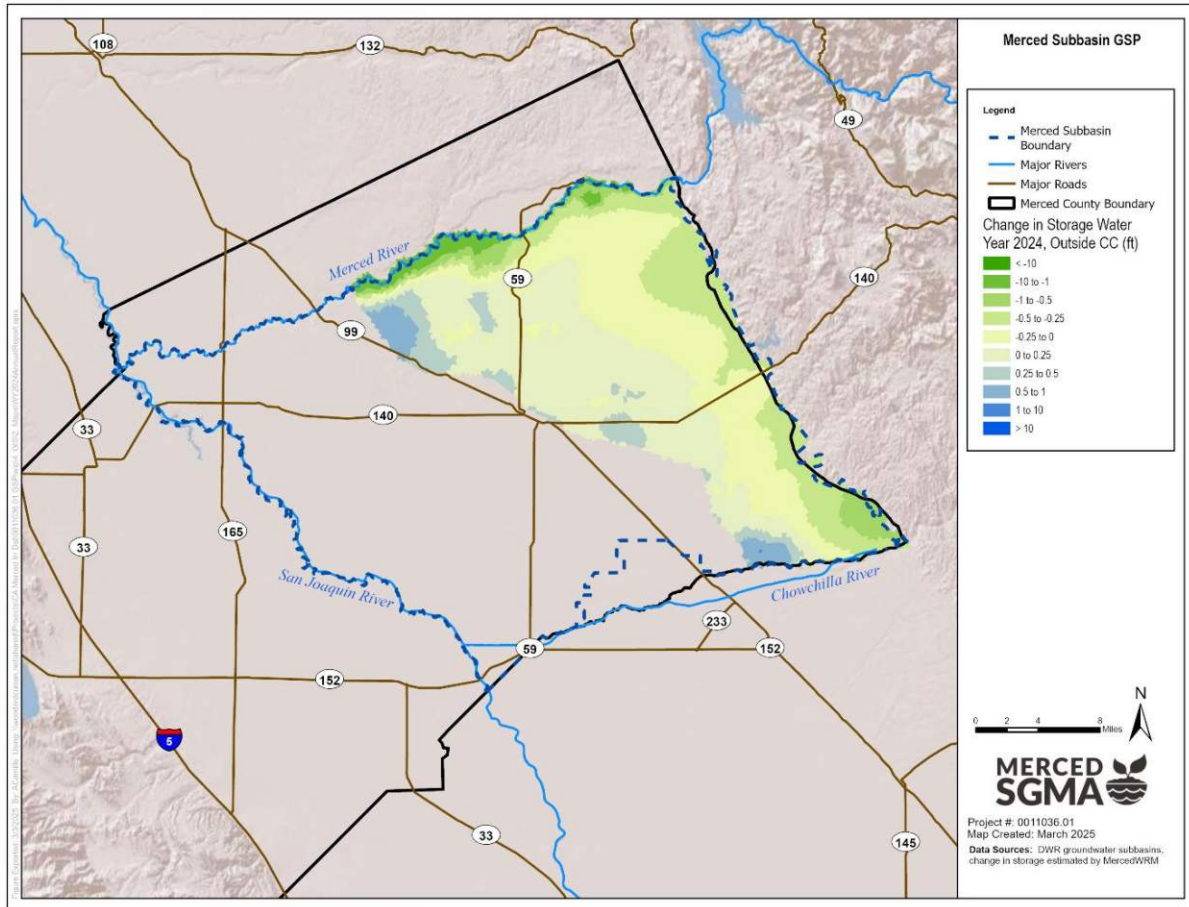 Merced Subbasin GSP
Legend
Merced Subbasin
Boundary
Major Rivers
Major Roads
Merced County Boundary
Change in Storage Water
Year 2024, Outside CC (ft)
< -10
-10 to -1
-1 to -0.5
-0.5 to -0.25
-0.25 to 0
0 to 0.25
0.25 to 0.5
0.5 to 1
1 to 10
> 10
108
132
49
Merced River
59
140
99
33
140
165
33
San Joaquin River
Chowchilla River
233
59
152
152
5
33
145
N
0 2 4 8
Miles
MERCED
SGMA
Project #: 0011036.01
Map Created: March 2025
Data Sources: DWR groundwater subbasins,
change in storage estimated by MercedWRM